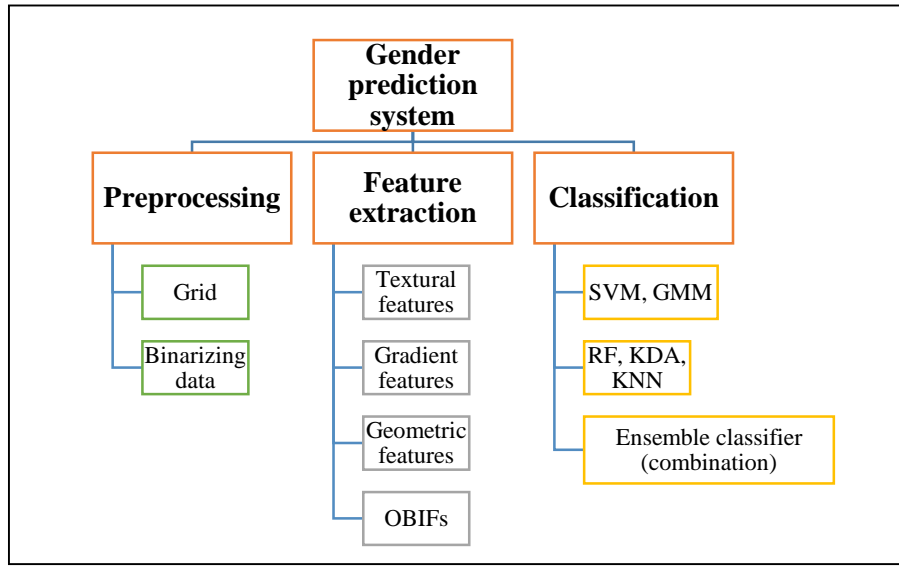 Gender
prediction
system
Preprocessing
Feature
extraction
Classification
Grid
Binarizing
data
Textural
features
Gradient
features
Geometric
features
OBIFs
SVM, GMM
RF, KDA,
KNN
Ensemble classifier
(combination)